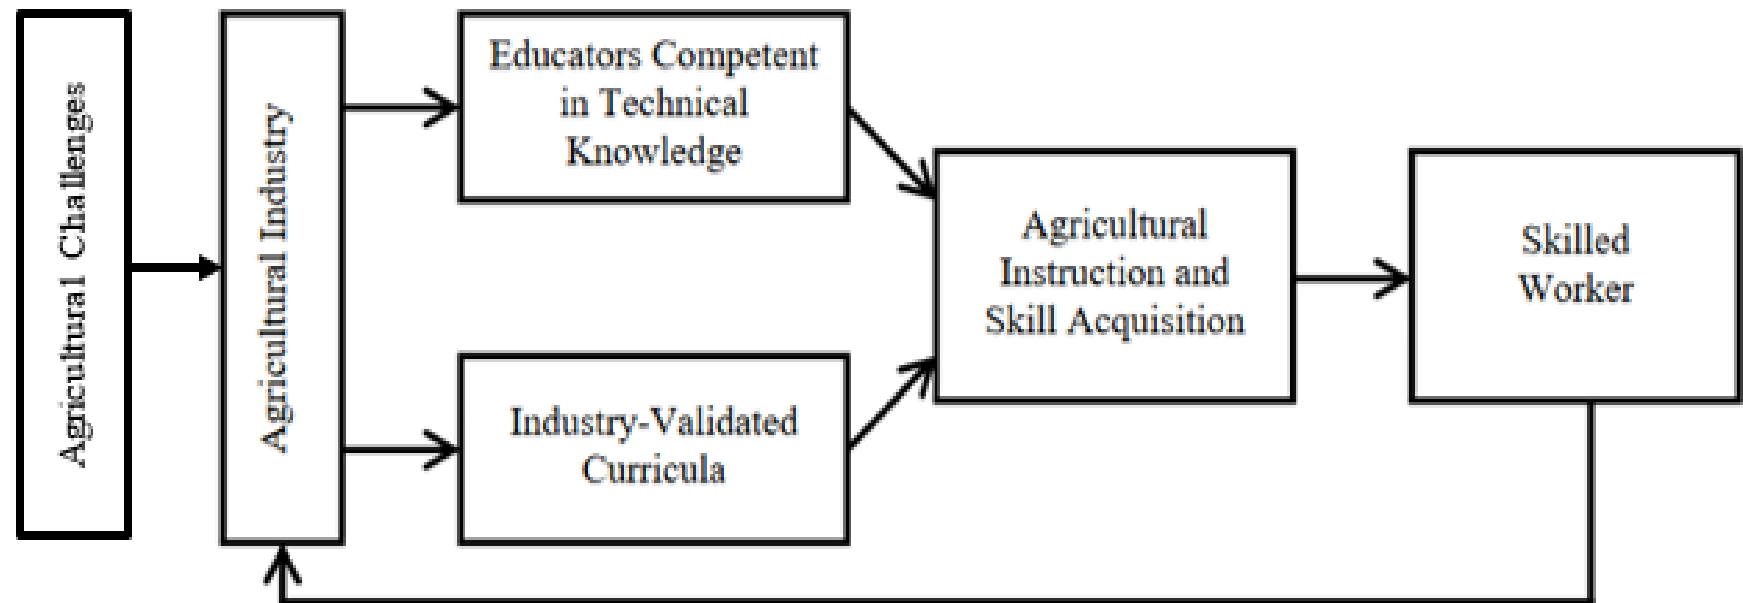 Agricultural Challenges
Agricultural Industry
Educators Competent
in Technical
Knowledge
Industry-Validated
Curricula
Agricultural
Instruction and
Skill Acquisition
Skilled
Worker